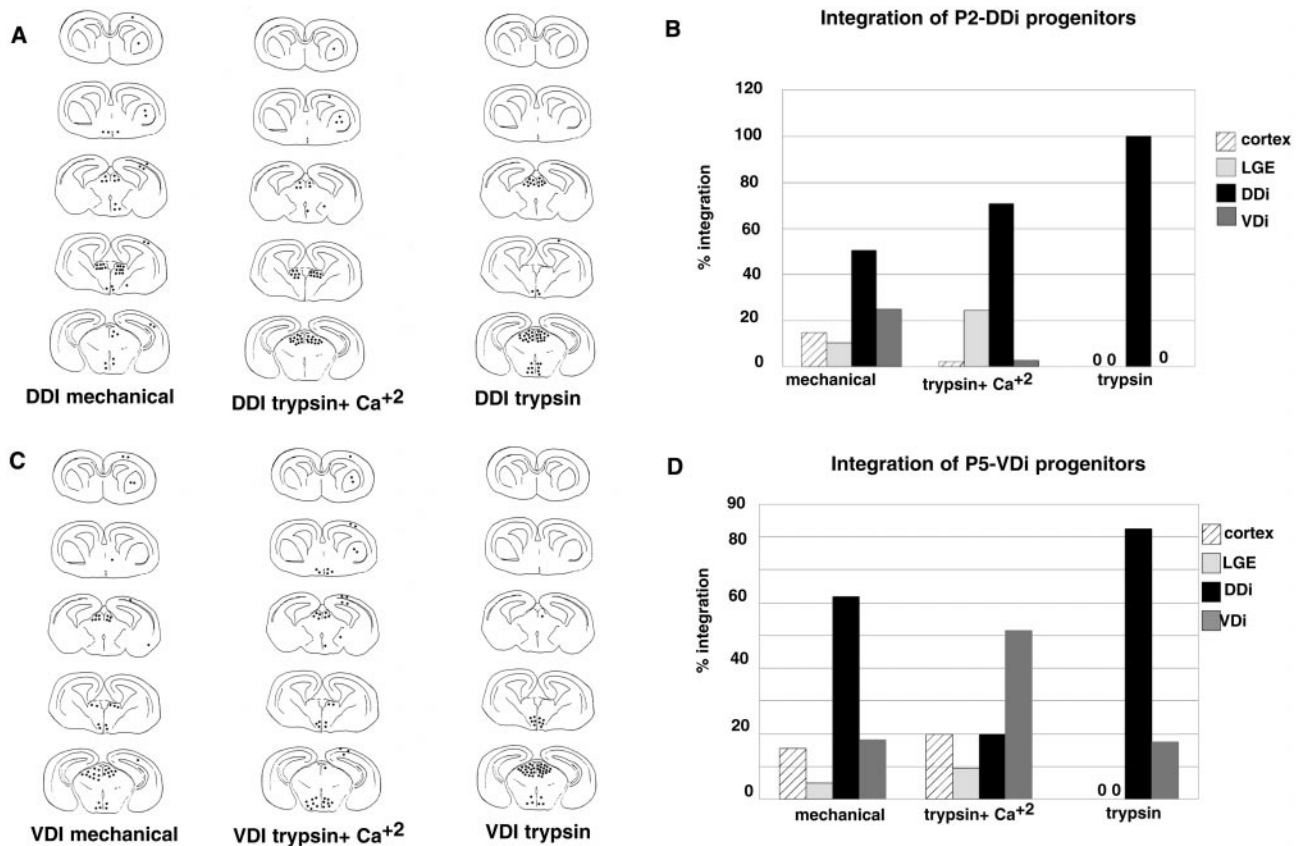 A
DDI mechanical
DDI trypsin+ Ca+2
DDI trypsin
B
Integration of P2-DDi progenitors
% integration
120
100
80
60
40
20
0
0 0
0
mechanical
trypsin+ Ca+2
trypsin
cortex
LGE
DDi
VDi
C
VDI mechanical
VDI trypsin+ Ca+2
VDI trypsin
D
Integration of P5-VDi progenitors
% integration
90
80
60
40
20
0
0 0
mechanical
trypsin+ Ca+2
trypsin
cortex
LGE
DDi
VDi